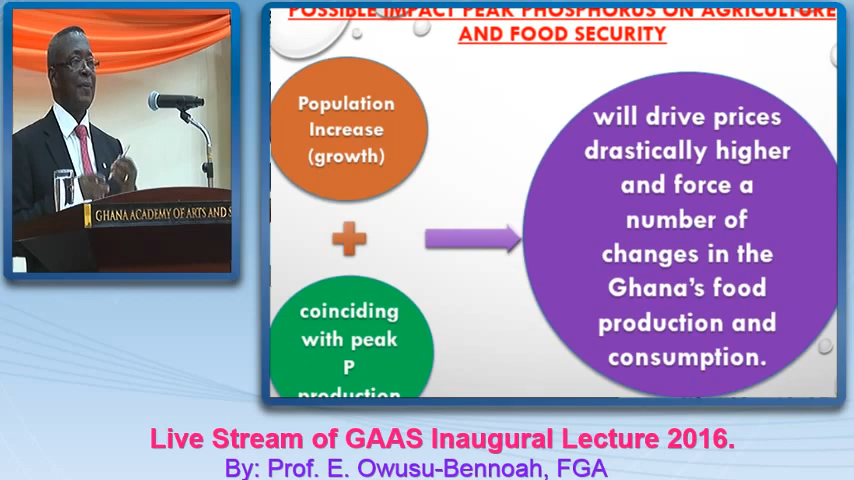 POSSIBLE IMPACT PEAK PHOSPHORUS ON AGRICULTURE
AND FOOD SECURITY
Population
Increase
(growth)
coinciding
with peak
P
production
will drive prices
drastically higher
and force a
number of
changes in the
Ghana's food
production and
consumption.
GHANA ACADEMY OF ARTS AND S
Live Stream of GAAS Inaugural Lecture 2016.
By: Prof. E. Owusu-Bennoah, FGA